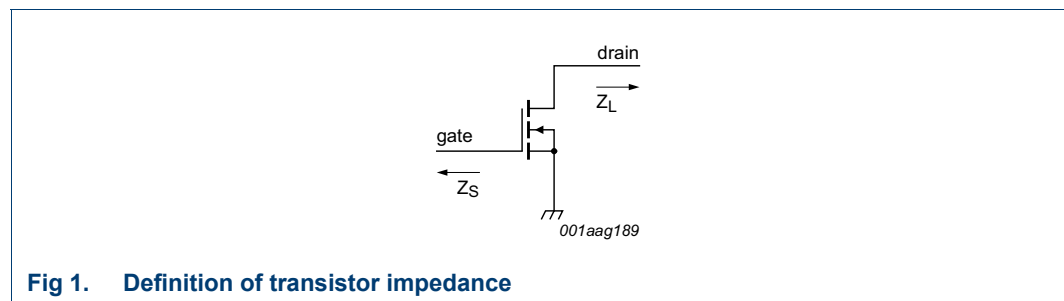 drain
Z_L
gate
Z_S
001aag189
Fig 1. Definition of transistor impedance